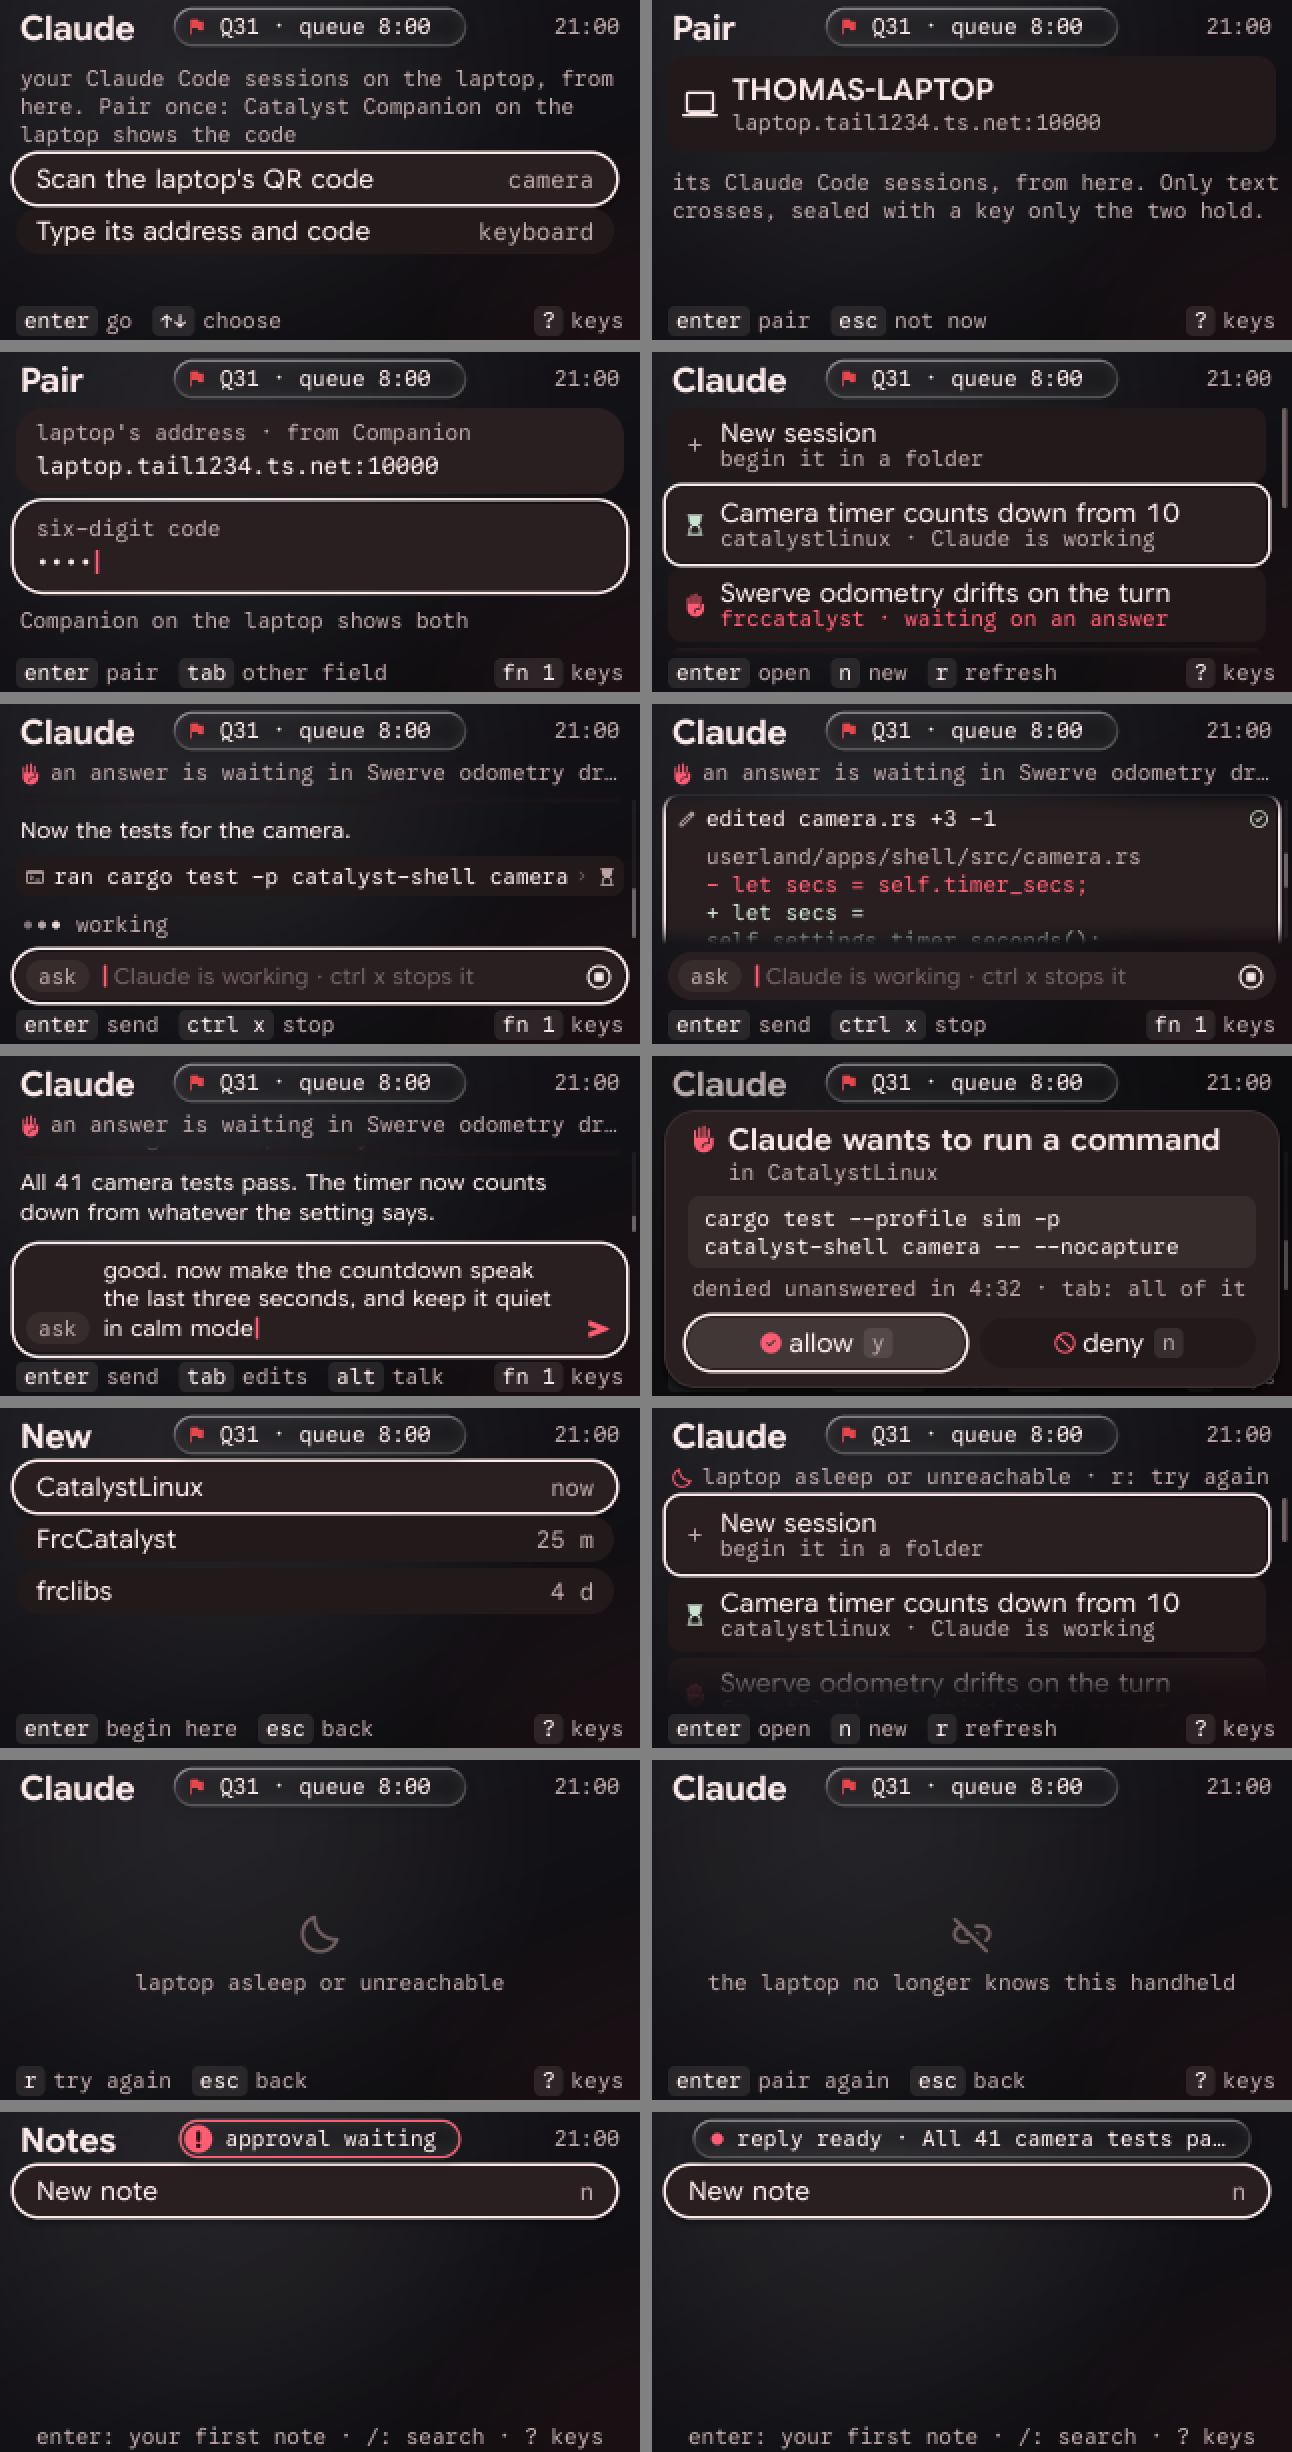 Claude
Q31 · queue 8:00
21:00
your Claude Code sessions on the laptop, from
here. Pair once: Catalyst Companion on the
laptop shows the code
Scan the laptop's QR code
camera
Type its address and code
keyboard
enter go ↑↓ choose
? keys
Pair
Q31 · queue 8:00
21:00
THOMAS-LAPTOP
laptop.tail1234.ts.net:10000
its Claude Code sessions, from here. Only text
crosses, sealed with a key only the two hold.
enter pair esc not now
? keys
Pair
Q31 · queue 8:00
21:00
laptop's address · from Companion
laptop.tail1234.ts.net:10000
six-digit code
••••
Companion on the laptop shows both
enter pair tab other field
fn 1 keys
Claude
Q31 · queue 8:00
21:00
+ New session
begin it in a folder
Camera timer counts down from 10
catalystlinux · Claude is working
Swerve odometry drifts on the turn
frccatalyst · waiting on an answer
enter open n new r refresh
? keys
Claude
Q31 · queue 8:00
21:00
an answer is waiting in Swerve odometry dr…
Now the tests for the camera.
ran cargo test -p catalyst-shell camera ›
working
ask Claude is working · ctrl x stops it
enter send ctrl x stop
fn 1 keys
Claude
Q31 · queue 8:00
21:00
an answer is waiting in Swerve odometry dr…
edited camera.rs +3 -1
userland/apps/shell/src/camera.rs
- let secs = self.timer_secs;
+ let secs =
self.settings.timer_seconds();
ask Claude is working · ctrl x stops it
enter send ctrl x stop
fn 1 keys
Claude
Q31 · queue 8:00
21:00
an answer is waiting in Swerve odometry dr…
All 41 camera tests pass. The timer now counts
down from whatever the setting says.
good. now make the countdown speak
the last three seconds, and keep it quiet
ask in calm mode
enter send tab edits alt talk
fn 1 keys
Claude
Q31 · queue 8:00
21:00
Claude wants to run a command
in CatalystLinux
cargo test --profile sim -p
catalyst-shell camera -- --nocapture
denied unanswered in 4:32 · tab: all of it
allow y
deny n
New
Q31 · queue 8:00
21:00
CatalystLinux
now
FrcCatalyst
25 m
frclibs
4 d
enter begin here esc back
? keys
Claude
Q31 · queue 8:00
21:00
laptop asleep or unreachable · r: try again
+ New session
begin it in a folder
Camera timer counts down from 10
catalystlinux · Claude is working
Swerve odometry drifts on the turn
enter open n new r refresh
? keys
Claude
Q31 · queue 8:00
21:00
laptop asleep or unreachable
r try again esc back
? keys
Claude
Q31 · queue 8:00
21:00
the laptop no longer knows this handheld
enter pair again esc back
? keys
Notes
! approval waiting
21:00
New note
n
enter: your first note · /: search · ? keys
reply ready · All 41 camera tests pa…
New note
n
enter: your first note · /: search · ? keys